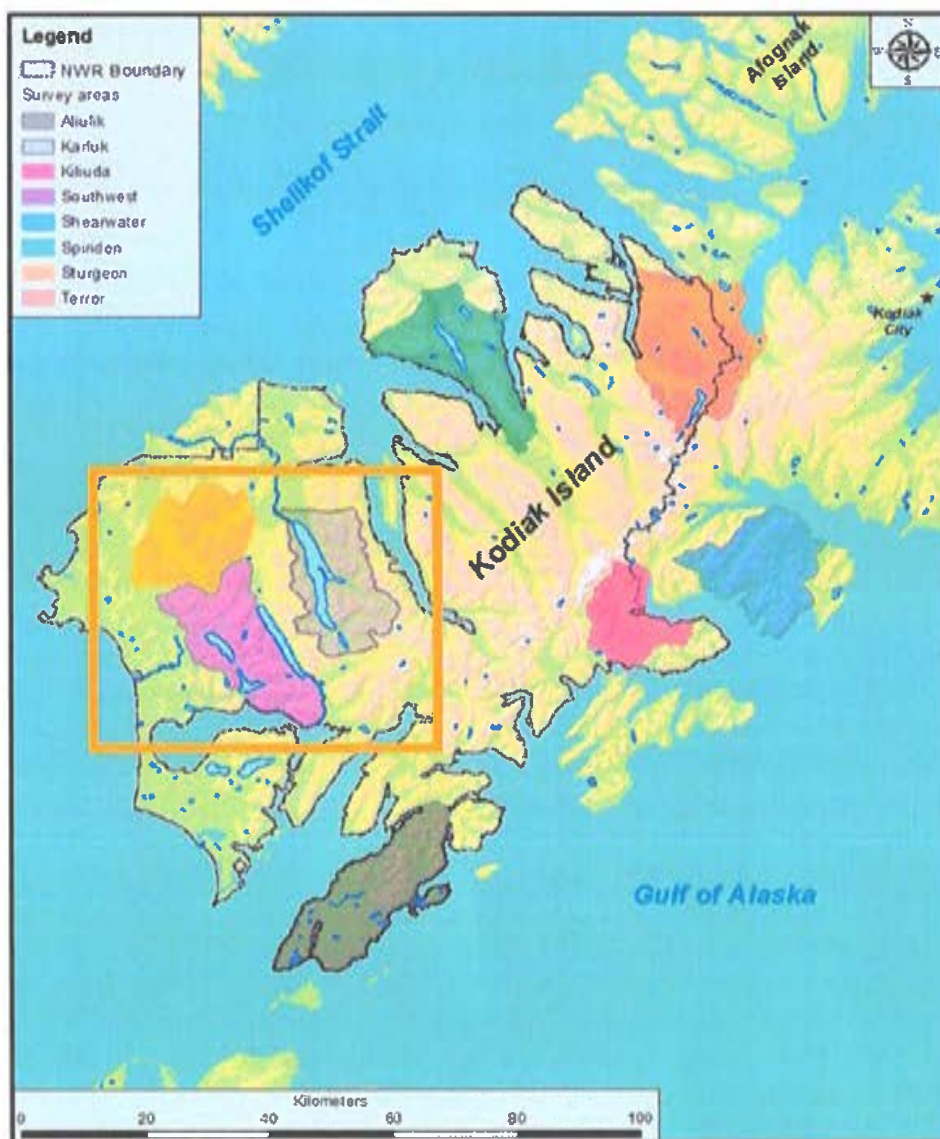 Legend
NWR Boundary
Survey areas
Aliulik
Karluk
Kiliuda
Southwest
Shearwater
Spiridon
Sturgeon
Terror
N
W
E
S
Afognak
Island
Shelikof Strait
Kodiak
City
Kodiak Island
Gulf of Alaska
Kilometers
0 20 40 60 80 100